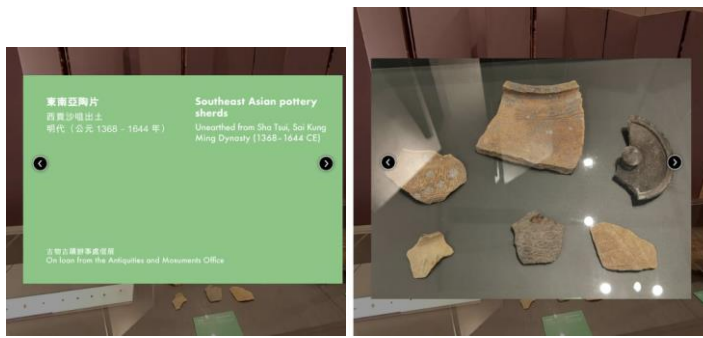 東南亞陶片
西貢沙咀出土
明代（公元 1368 - 1644 年）
Southeast Asian pottery
sherds
Unearthed from Sha Tsui, Sai Kung
Ming Dynasty (1368–1644 CE)
古物古蹟辦事處借展
On loan from the Antiquities and Monuments Office